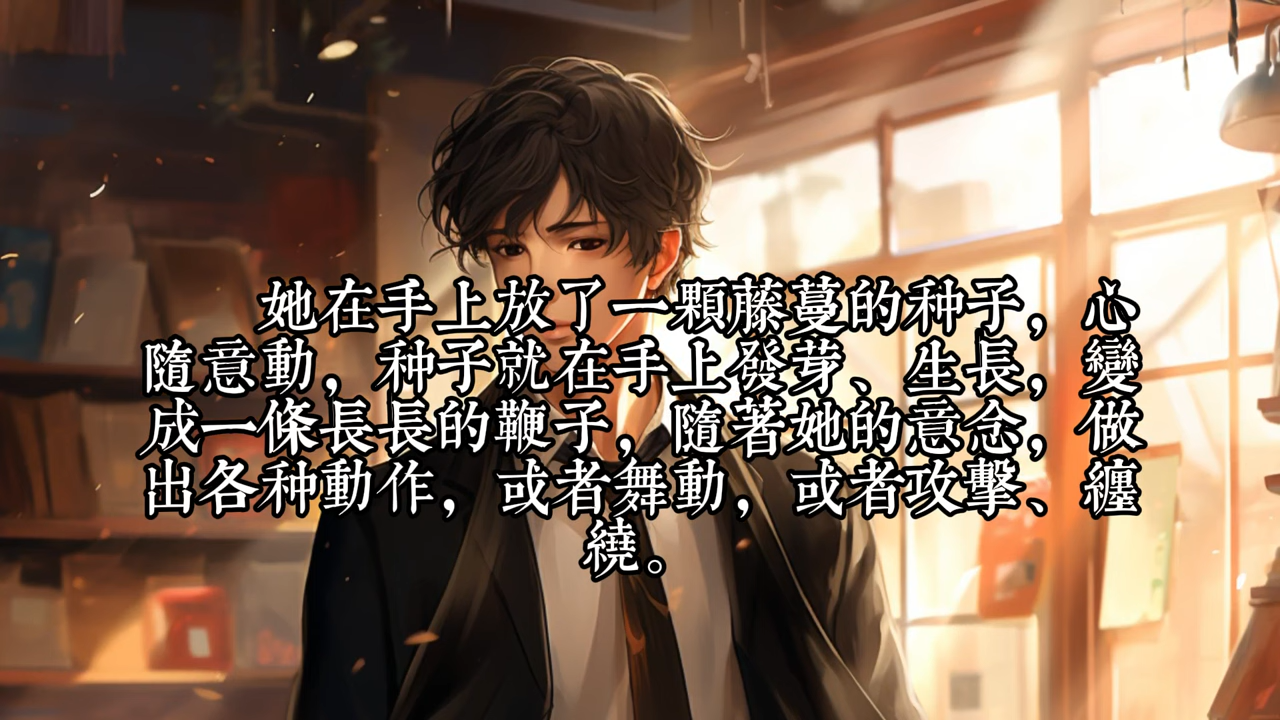 她在手上放了一顆藤蔓的种子，心
隨意動，种子就在手上發芽、生長，變
成一條長長的鞭子，隨著她的意念，做
出各种動作，或者舞動，或者攻擊、纏
繞。